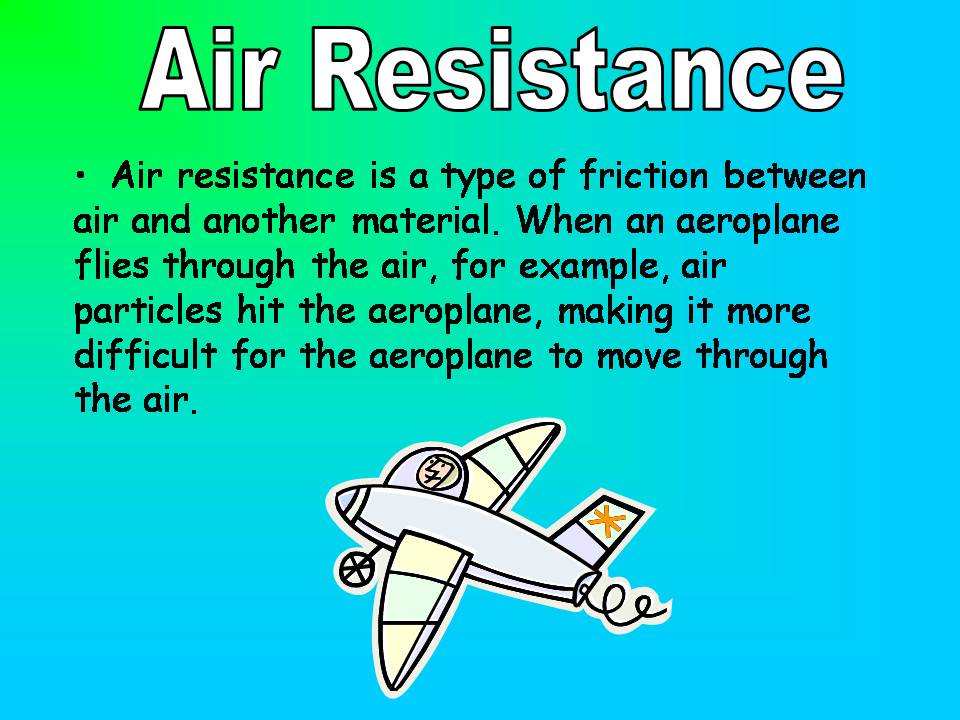 Air Resistance
• Air resistance is a type of friction between
air and another material. When an aeroplane
flies through the air, for example, air
particles hit the aeroplane, making it more
difficult for the aeroplane to move through
the air.